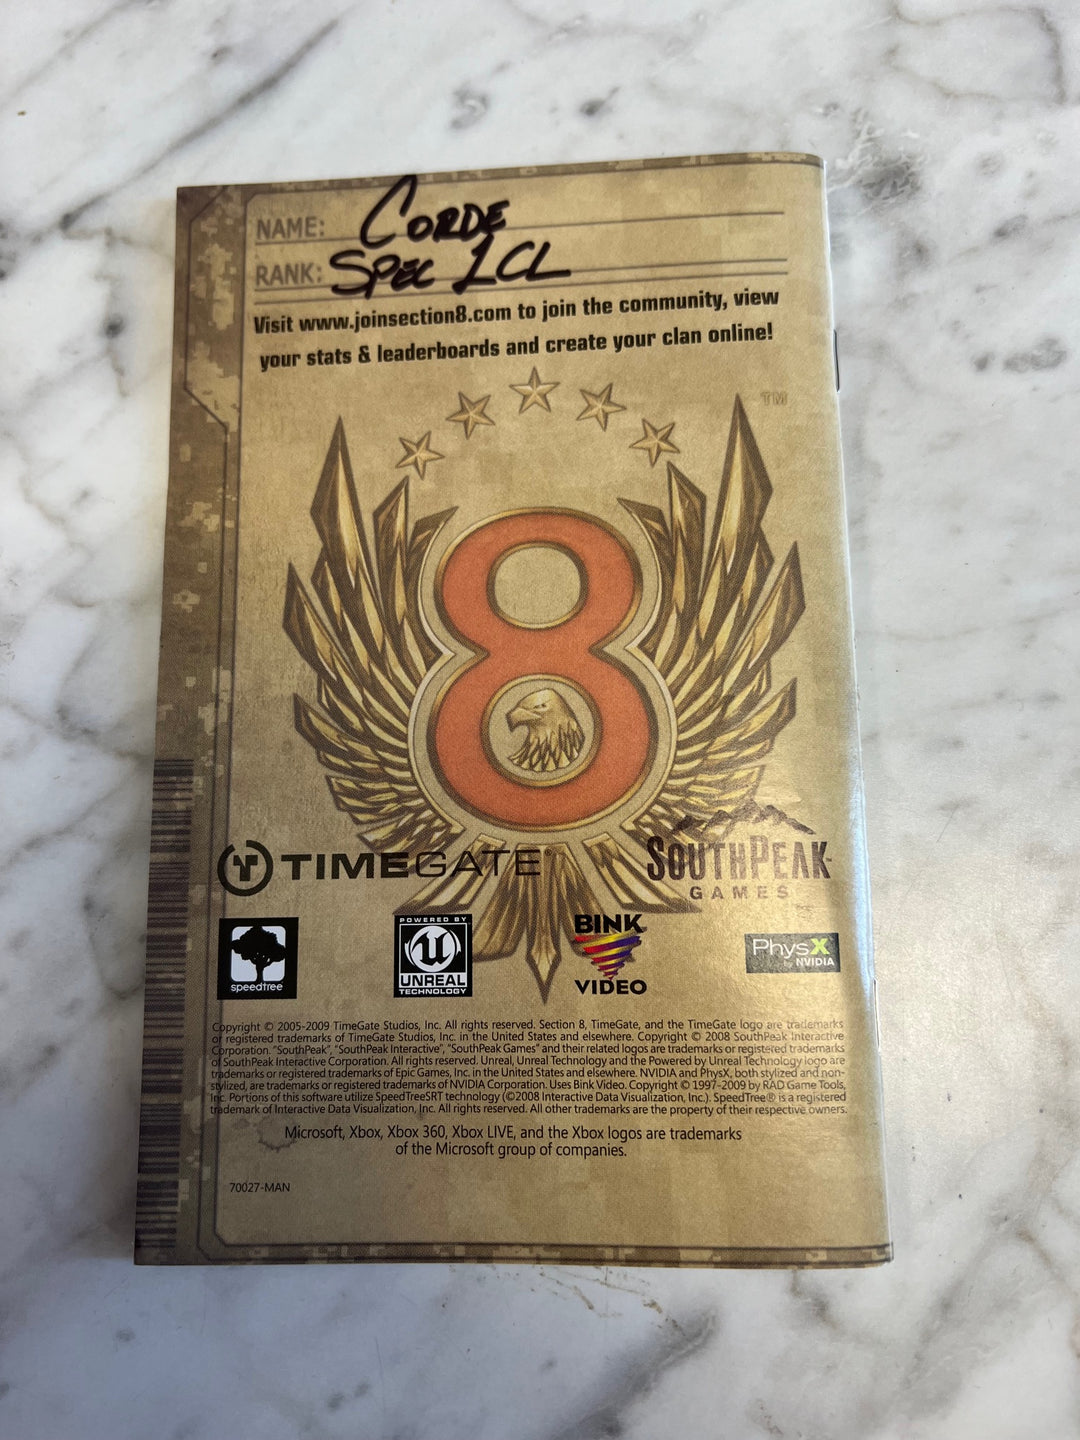 NAME: CORDE
RANK: SPEC 1CL
Visit www.joinsection8.com to join the community, view
your stats & leaderboards and create your clan online!
TM
8
TIMEGATE
SOUTHPEAK
GAMES
speedtree
POWERED BY
UNREAL
TECHNOLOGY
BINK
VIDEO
PhysX
by NVIDIA
Copyright © 2005-2009 TimeGate Studios, Inc. All rights reserved. Section 8, TimeGate, and the TimeGate logo are trademarks
or registered trademarks of TimeGate Studios, Inc. in the United States and elsewhere. Copyright © 2008 SouthPeak Interactive
Corporation. "SouthPeak", "SouthPeak Interactive", "SouthPeak Games" and their related logos are trademarks or registered trademarks
of SouthPeak Interactive Corporation. All rights reserved. Unreal, Unreal Technology and the Powered by Unreal Technology logo are
trademarks or registered trademarks of Epic Games, Inc. in the United States and elsewhere. NVIDIA and PhysX, both stylized and non-
stylized, are trademarks or registered trademarks of NVIDIA Corporation. Uses Bink Video. Copyright © 1997-2009 by RAD Game Tools,
Inc. Portions of this software utilize SpeedTreeSRT technology (©2008 Interactive Data Visualization, Inc.). SpeedTree® is a registered
trademark of Interactive Data Visualization, Inc. All rights reserved. All other trademarks are the property of their respective owners.
Microsoft, Xbox, Xbox 360, Xbox LIVE, and the Xbox logos are trademarks
of the Microsoft group of companies.
70027-MAN